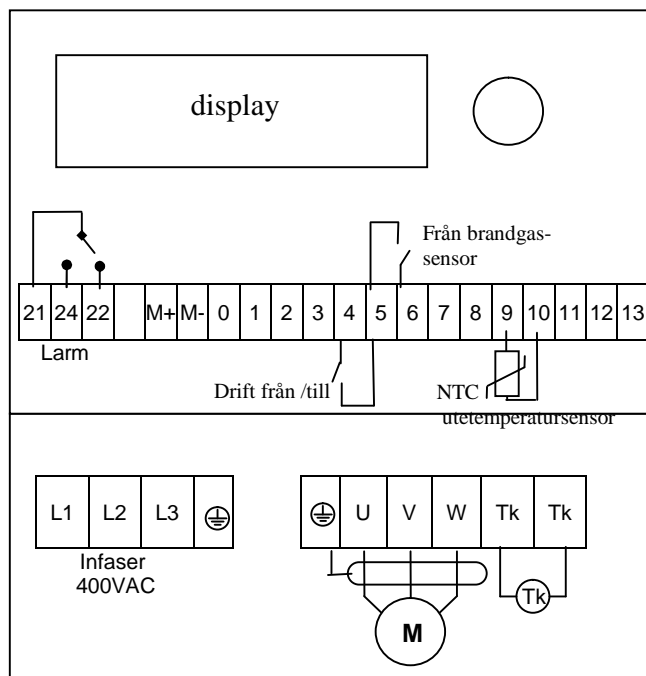 display
Från brandgas-
sensor
21 24 22 M+ M- 0 1 2 3 4 5 6 7 8 9 10 11 12 13
Larm
Drift från /till
NTC
utetemperatursensor
L1 L2 L3
U V W Tk Tk
Infaser
400VAC
Tk
M